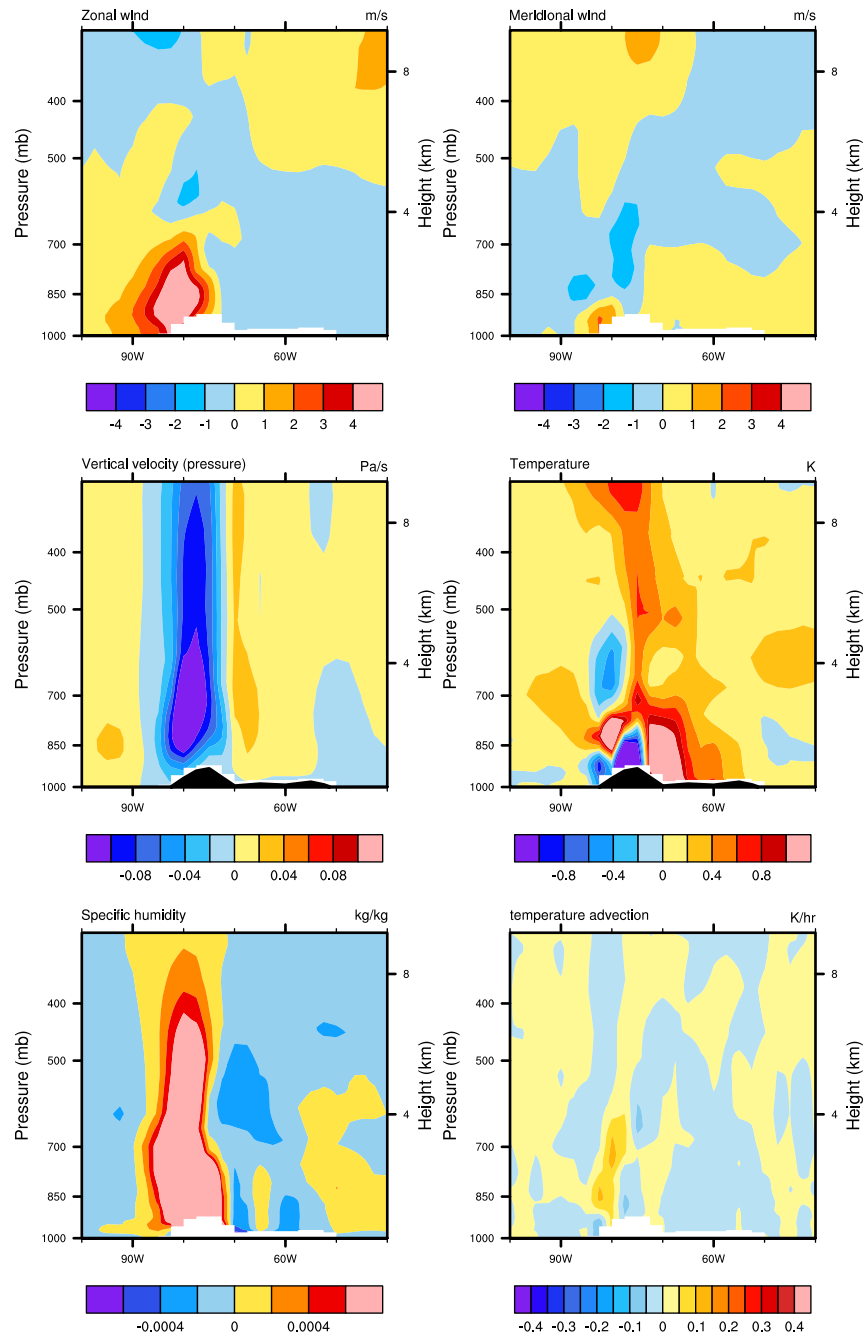 Zonal wind m/s
Pressure (mb)
400
500
700
850
1000
8
4
Height (km)
90W 60W
-4 -3 -2 -1 0 1 2 3 4
Meridional wind m/s
Pressure (mb)
400
500
700
850
1000
8
4
Height (km)
90W 60W
-4 -3 -2 -1 0 1 2 3 4
Vertical velocity (pressure) Pa/s
Pressure (mb)
400
500
700
850
1000
8
4
Height (km)
90W 60W
-0.08 -0.04 0 0.04 0.08
Temperature K
Pressure (mb)
400
500
700
850
1000
8
4
Height (km)
90W 60W
-0.8 -0.4 0 0.4 0.8
Specific humidity kg/kg
Pressure (mb)
400
500
700
850
1000
8
4
Height (km)
90W 60W
-0.0004 0 0.0004
temperature advection K/hr
Pressure (mb)
400
500
700
850
1000
8
4
Height (km)
90W 60W
-0.4 -0.3 -0.2 -0.1 0 0.1 0.2 0.3 0.4